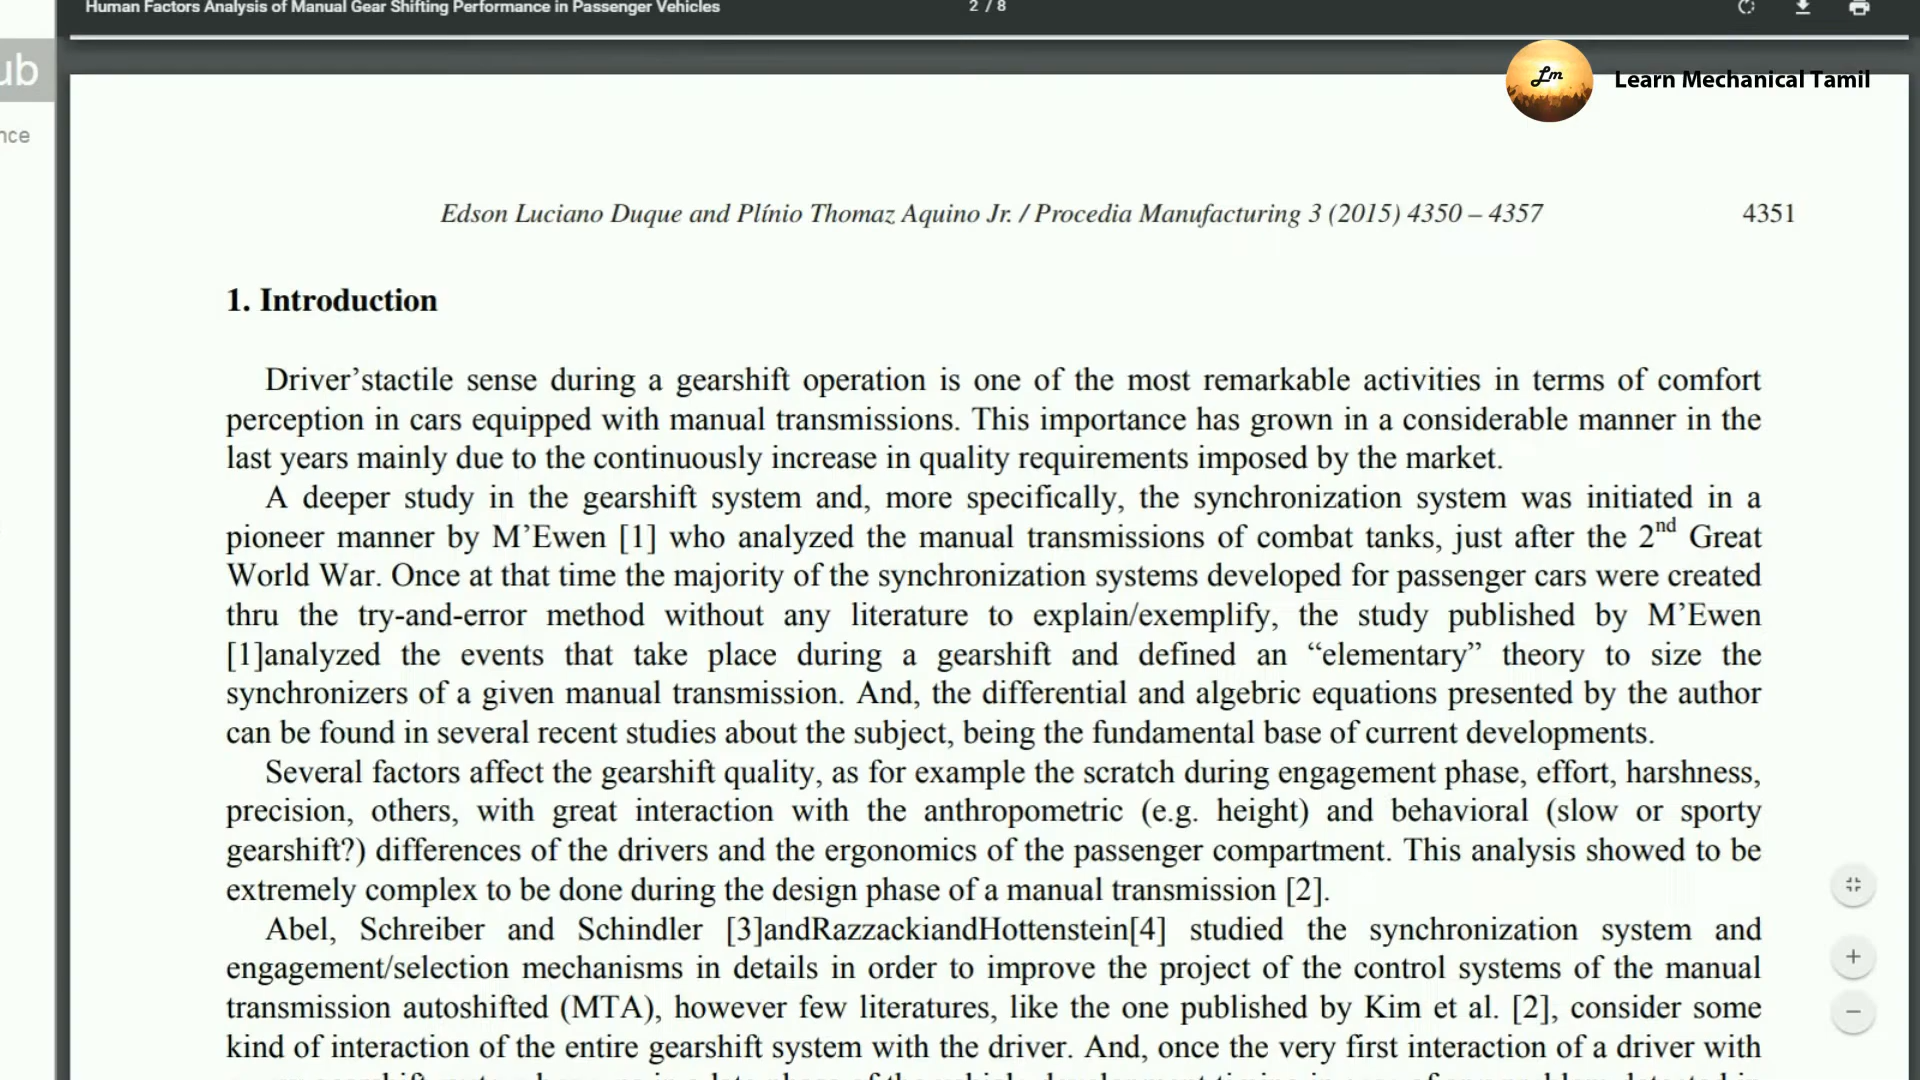 Human Factors Analysis of Manual Gear Shifting Performance in Passenger Vehicles
2 / 8
ub
nce
Lm
Learn Mechanical Tamil
Edson Luciano Duque and Plínio Thomaz Aquino Jr. / Procedia Manufacturing 3 (2015) 4350 – 4357
4351
1. Introduction
Driver’stactile sense during a gearshift operation is one of the most remarkable activities in terms of comfort
perception in cars equipped with manual transmissions. This importance has grown in a considerable manner in the
last years mainly due to the continuously increase in quality requirements imposed by the market.
A deeper study in the gearshift system and, more specifically, the synchronization system was initiated in a
pioneer manner by M’Ewen [1] who analyzed the manual transmissions of combat tanks, just after the 2nd Great
World War. Once at that time the majority of the synchronization systems developed for passenger cars were created
thru the try-and-error method without any literature to explain/exemplify, the study published by M’Ewen
[1]analyzed the events that take place during a gearshift and defined an “elementary” theory to size the
synchronizers of a given manual transmission. And, the differential and algebric equations presented by the author
can be found in several recent studies about the subject, being the fundamental base of current developments.
Several factors affect the gearshift quality, as for example the scratch during engagement phase, effort, harshness,
precision, others, with great interaction with the anthropometric (e.g. height) and behavioral (slow or sporty
gearshift?) differences of the drivers and the ergonomics of the passenger compartment. This analysis showed to be
extremely complex to be done during the design phase of a manual transmission [2].
Abel, Schreiber and Schindler [3]andRazzackiandHottenstein[4] studied the synchronization system and
engagement/selection mechanisms in details in order to improve the project of the control systems of the manual
transmission autoshifted (MTA), however few literatures, like the one published by Kim et al. [2], consider some
kind of interaction of the entire gearshift system with the driver. And, once the very first interaction of a driver with